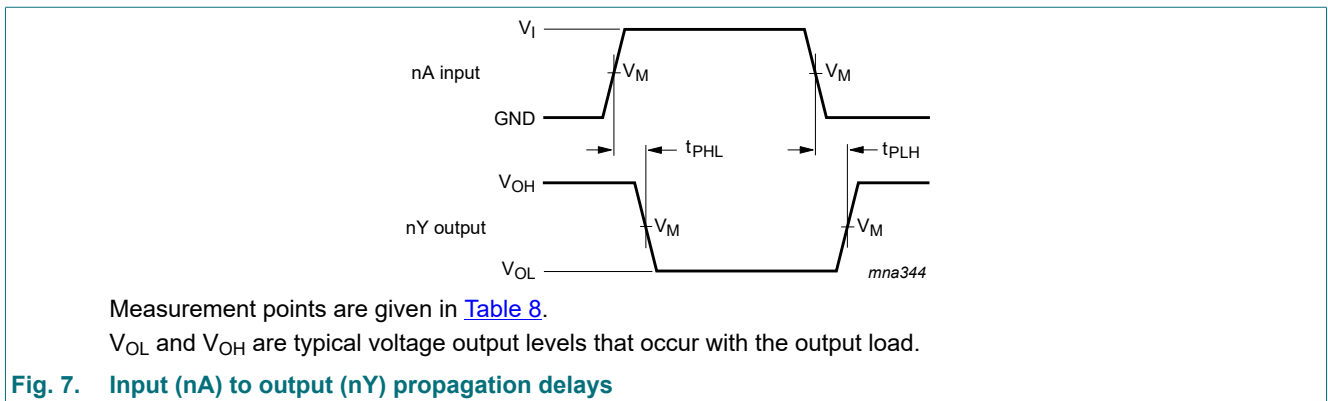 V_I
nA input
V_M
V_M
GND
t_PHL
t_PLH
V_OH
nY output
V_M
V_M
V_OL
mna344
Measurement points are given in Table 8.
V_OL and V_OH are typical voltage output levels that occur with the output load.
Fig. 7. Input (nA) to output (nY) propagation delays